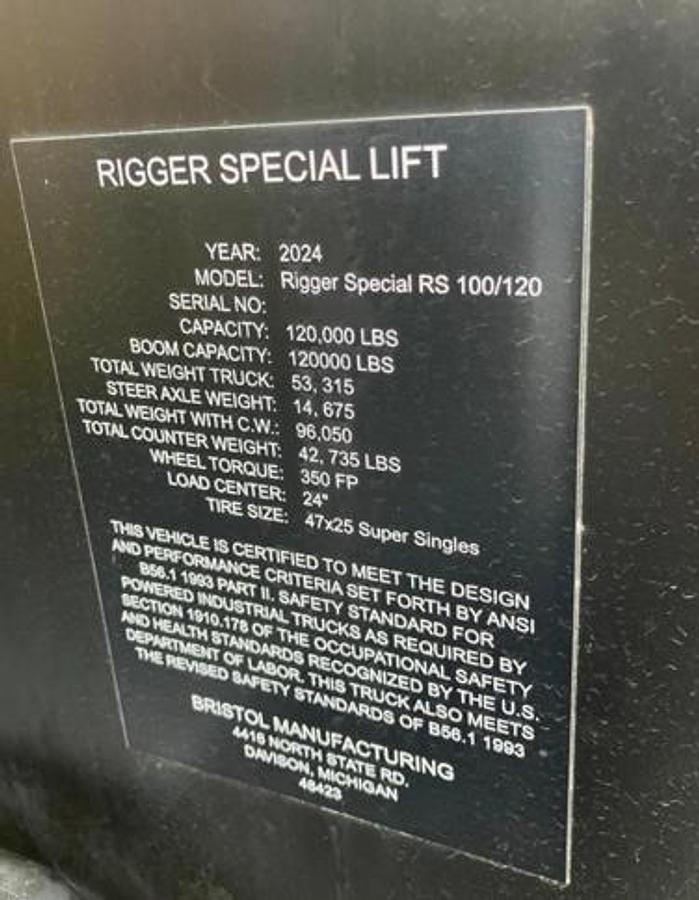 RIGGER SPECIAL LIFT
YEAR: 2024
MODEL: Rigger Special RS 100/120
SERIAL NO:
CAPACITY: 120,000 LBS
BOOM CAPACITY: 120000 LBS
TOTAL WEIGHT TRUCK: 53, 315
STEER AXLE WEIGHT: 14, 675
TOTAL WEIGHT WITH C.W.: 96,050
TOTAL COUNTER WEIGHT: 42, 735 LBS
WHEEL TORQUE: 350 FP
LOAD CENTER: 24"
TIRE SIZE: 47x25 Super Singles
THIS VEHICLE IS CERTIFIED TO MEET THE DESIGN
AND PERFORMANCE CRITERIA SET FORTH BY ANSI
B56.1 1993 PART II. SAFETY STANDARD FOR
POWERED INDUSTRIAL TRUCKS AS REQUIRED BY
SECTION 1910.178 OF THE OCCUPATIONAL SAFETY
AND HEALTH STANDARDS RECOGNIZED BY THE U.S.
DEPARTMENT OF LABOR. THIS TRUCK ALSO MEETS
THE REVISED SAFETY STANDARDS OF B56.1 1993
BRISTOL MANUFACTURING
4416 NORTH STATE RD.
DAVISON, MICHIGAN
48423